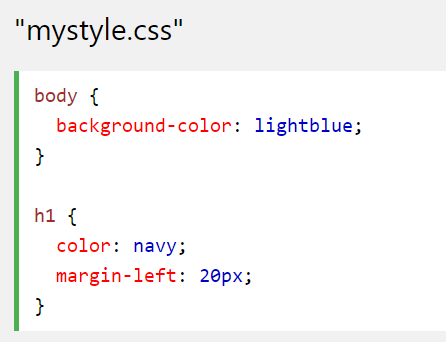 "mystyle.css"
body {
  background-color: lightblue;
}

h1 {
  color: navy;
  margin-left: 20px;
}